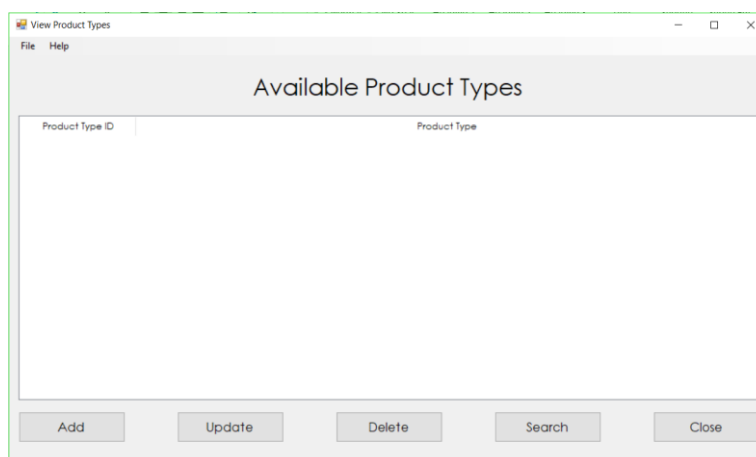 View Product Types
File Help
Available Product Types
Product Type ID Product Type
Add Update Delete Search Close